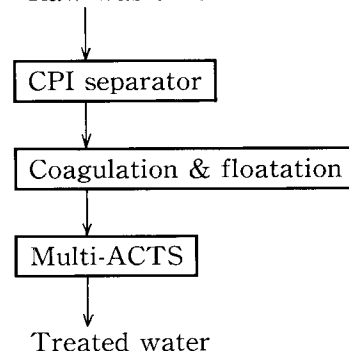 CPI separator
Coagulation & floatation
Multi-ACTS
Treated water